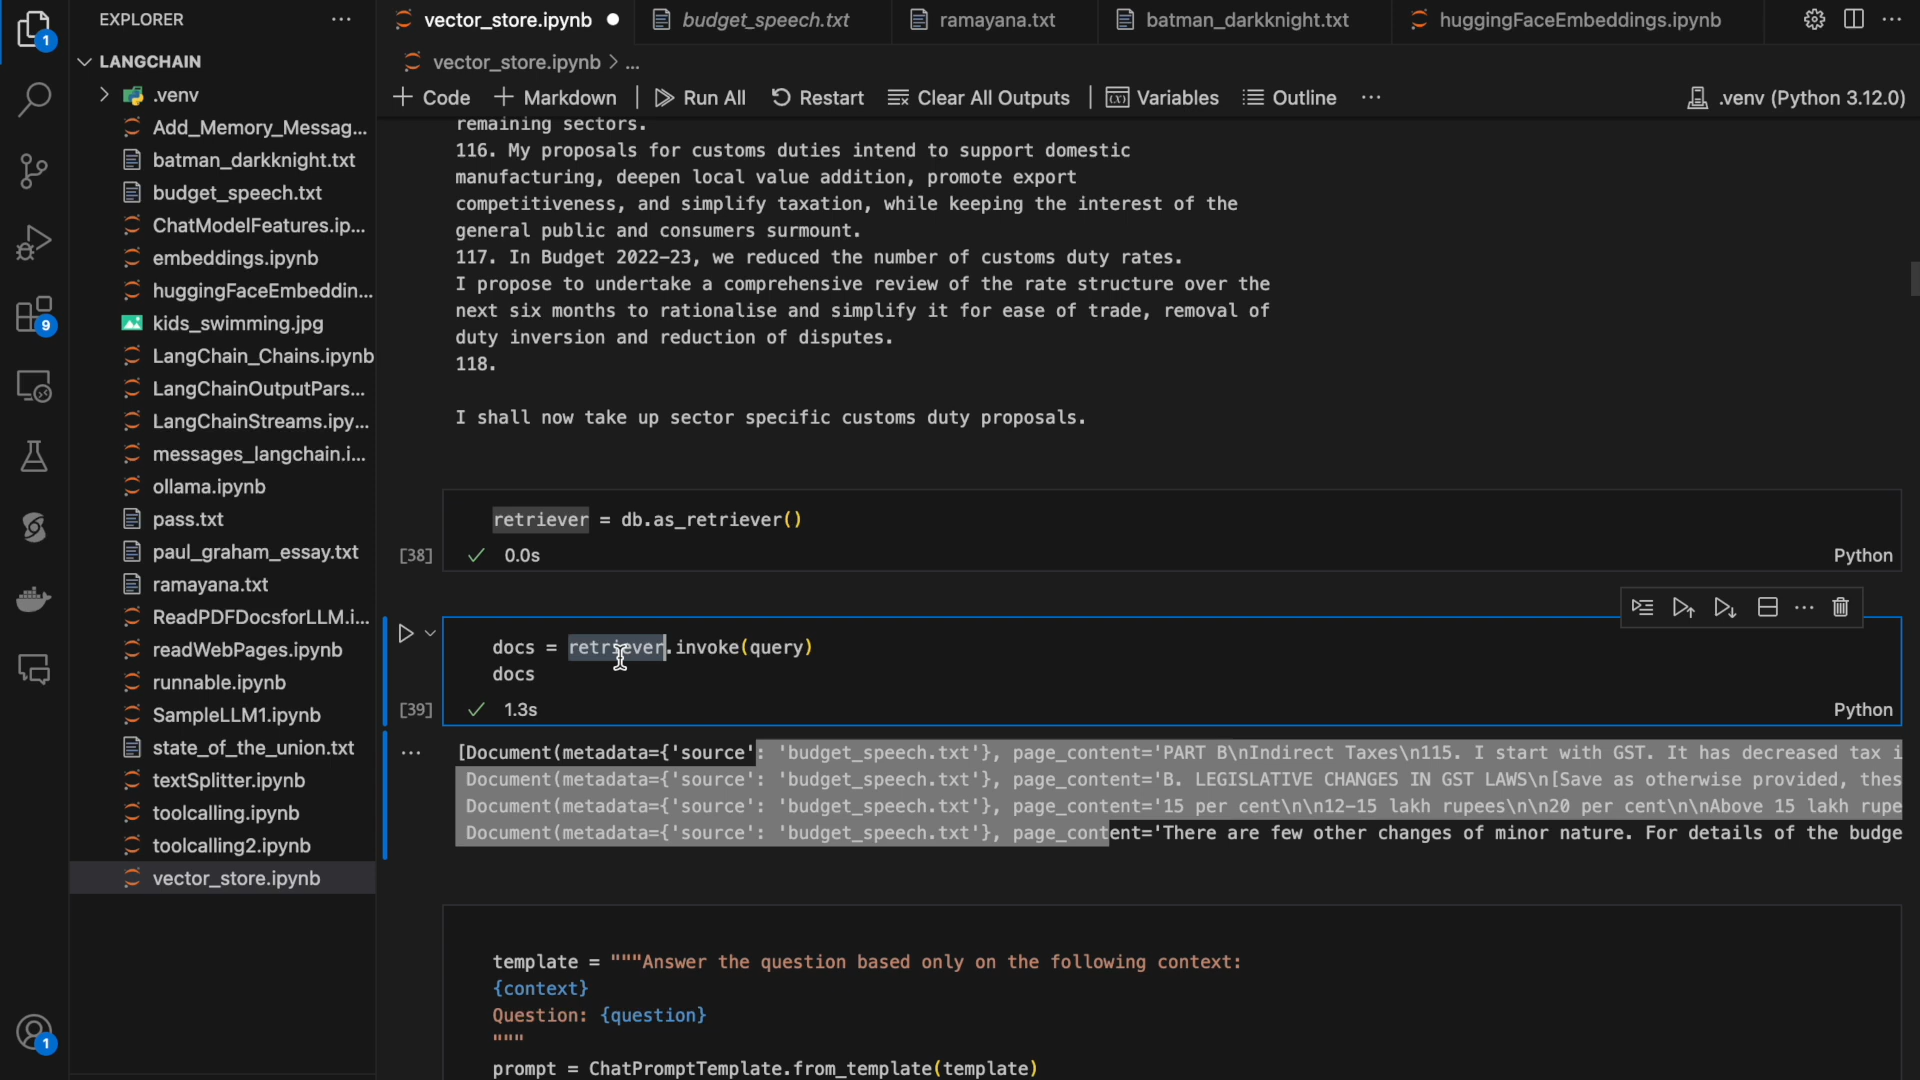 EXPLORER
LANGCHAIN
.venv
Add_Memory_Messag...
batman_darkknight.txt
budget_speech.txt
ChatModelFeatures.ip...
embeddings.ipynb
huggingFaceEmbeddin...
kids_swimming.jpg
LangChain_Chains.ipynb
LangChainOutputPars...
LangChainStreams.ipy...
messages_langchain.i...
ollama.ipynb
pass.txt
paul_graham_essay.txt
ramayana.txt
ReadPDFDocsforLLM.i...
readWebPages.ipynb
runnable.ipynb
SampleLLM1.ipynb
state_of_the_union.txt
textSplitter.ipynb
toolcalling.ipynb
toolcalling2.ipynb
vector_store.ipynb
1
9
1
vector_store.ipynb budget_speech.txt ramayana.txt batman_darkknight.txt huggingFaceEmbeddings.ipynb
vector_store.ipynb > ...
+ Code + Markdown Run All Restart Clear All Outputs Variables Outline ... .venv (Python 3.12.0)
remaining sectors.
116. My proposals for customs duties intend to support domestic
manufacturing, deepen local value addition, promote export
competitiveness, and simplify taxation, while keeping the interest of the
general public and consumers surmount.
117. In Budget 2022–23, we reduced the number of customs duty rates.
I propose to undertake a comprehensive review of the rate structure over the
next six months to rationalise and simplify it for ease of trade, removal of
duty inversion and reduction of disputes.
118.
I shall now take up sector specific customs duty proposals.
retriever = db.as_retriever()
[38] ✓ 0.0s Python
docs = retriever.invoke(query)
docs
[39] ✓ 1.3s Python
[Document(metadata={'source': 'budget_speech.txt'}, page_content='PART B\nIndirect Taxes\n115. I start with GST. It has decreased tax i
Document(metadata={'source': 'budget_speech.txt'}, page_content='B. LEGISLATIVE CHANGES IN GST LAWS\n[Save as otherwise provided, thes
Document(metadata={'source': 'budget_speech.txt'}, page_content='15 per cent\n\n12–15 lakh rupees\n\n20 per cent\n\nAbove 15 lakh rupe
Document(metadata={'source': 'budget_speech.txt'}, page_content='There are few other changes of minor nature. For details of the budge
template = """Answer the question based only on the following context:
{context}
Question: {question}
"""
prompt = ChatPromptTemplate.from_template(template)